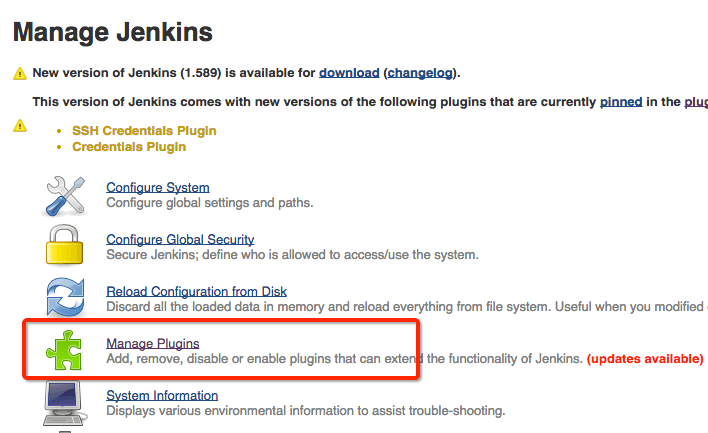 Manage Jenkins
New version of Jenkins (1.589) is available for download (changelog).
This version of Jenkins comes with new versions of the following plugins that are currently pinned in the plug
SSH Credentials Plugin
Credentials Plugin
Configure System
Configure global settings and paths.
Configure Global Security
Secure Jenkins; define who is allowed to access/use the system.
Reload Configuration from Disk
Discard all the loaded data in memory and reload everything from file system. Useful when you modified
Manage Plugins
Add, remove, disable or enable plugins that can extend the functionality of Jenkins. (updates available)
System Information
Displays various environmental information to assist trouble-shooting.